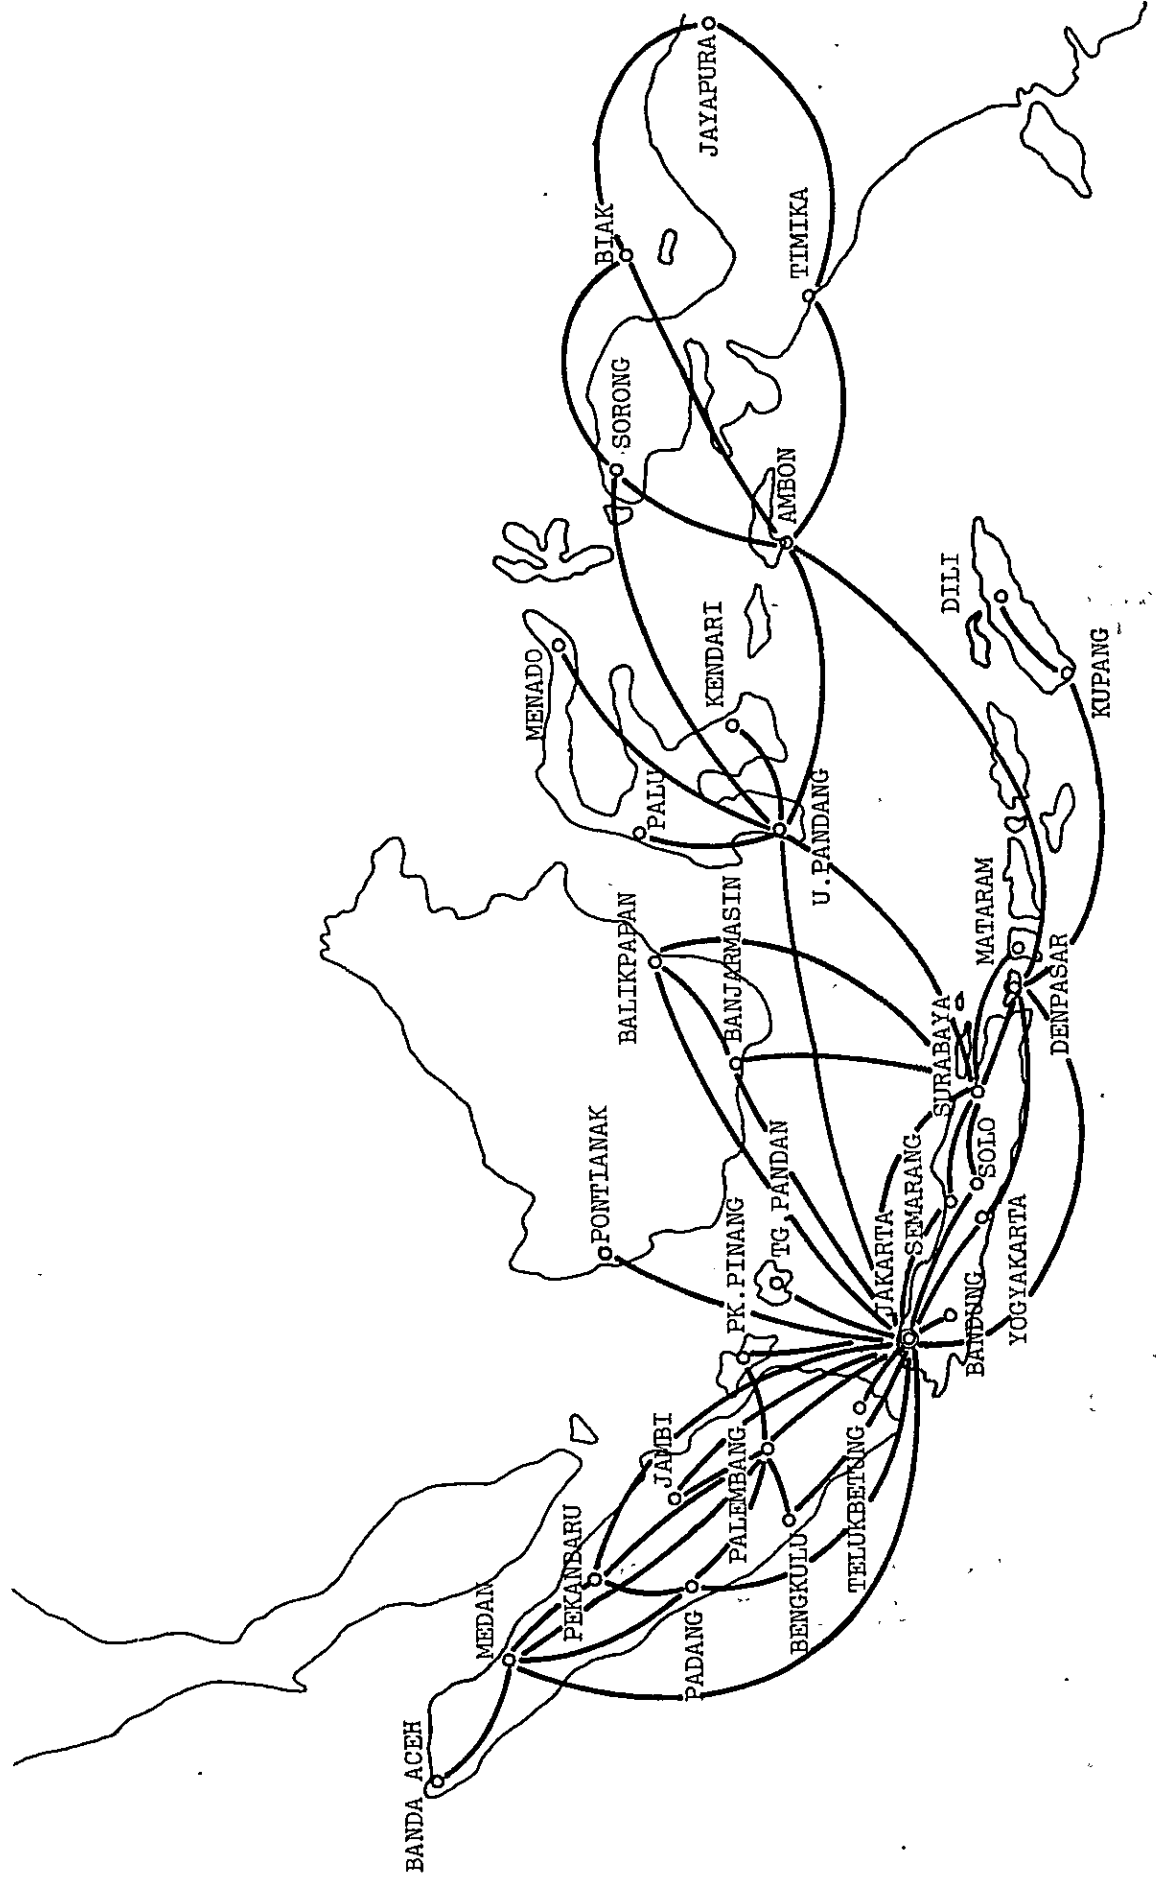 BANDA ACEH
MEDAN
PEKANBARU
PADANG
JAMBI
PALEMBANG
BENGKULU
TELUKBETUNG
PK.PINANG
TG PANDAN
PONTIANAK
JAKARTA
BANDUNG
SEMARANG
YOGYAKARTA
SOLO
SURABAYA
BALIKPAPAN
BANJARMASIN
DENPASAR
MATARAM
PALU
MENADO
U.PANDANG
KENDARI
KUPANG
DILI
AMBON
SORONG
BIAK
TIMIKA
JAYAPURA